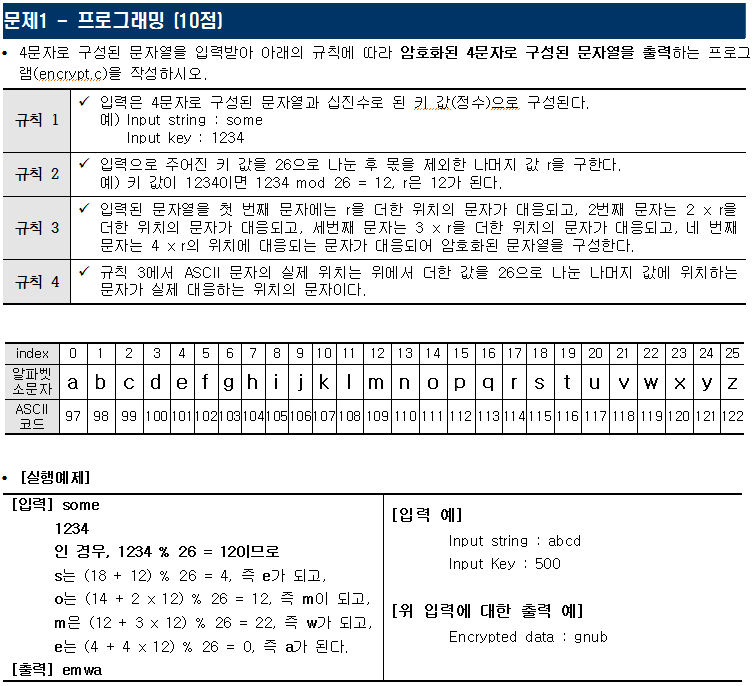 문제1 - 프로그래밍 [10점]
• 4문자로 구성된 문자열을 입력받아 아래의 규칙에 따라 암호화된 4문자로 구성된 문자열을 출력하는 프로그
램(encrypt.c)을 작성하시오.
규칙 1
✓ 입력은 4문자로 구성된 문자열과 십진수로 된 키 값(정수)으로 구성된다.
예) Input string : some
Input key : 1234
규칙 2
✓ 입력으로 주어진 키 값을 26으로 나눈 후 몫을 제외한 나머지 값 r을 구한다.
예) 키 값이 1234이면 1234 mod 26 = 12, r은 12가 된다.
규칙 3
✓ 입력된 문자열을 첫 번째 문자에는 r을 더한 위치의 문자가 대응되고, 2번째 문자는 2 x r을
더한 위치의 문자가 대응되고, 세번째 문자는 3 x r을 더한 위치의 문자가 대응되고, 네 번째
문자는 4 x r의 위치에 대응되는 문자가 대응되어 암호화된 문자열을 구성한다.
규칙 4
✓ 규칙 3에서 ASCII 문자의 실제 위치는 위에서 더한 값을 26으로 나눈 나머지 값에 위치하는
문자가 실제 대응하는 위치의 문자이다.
index 0 1 2 3 4 5 6 7 8 9 10 11 12 13 14 15 16 17 18 19 20 21 22 23 24 25
알파벳
소문자 a b c d e f g h i j k l m n o p q r s t u v w x y z
ASCII
코드 97 98 99 100 101 102 103 104 105 106 107 108 109 110 111 112 113 114 115 116 117 118 119 120 121 122
• [실행예제]
[입력] some
1234
인 경우, 1234 % 26 = 12이므로
s는 (18 + 12) % 26 = 4, 즉 e가 되고,
o는 (14 + 2 x 12) % 26 = 12, 즉 m이 되고,
m은 (12 + 3 x 12) % 26 = 22, 즉 w가 되고,
e는 (4 + 4 x 12) % 26 = 0, 즉 a가 된다.
[출력] emwa
[입력 예]
Input string : abcd
Input Key : 500
[위 입력에 대한 출력 예]
Encrypted data : gnub